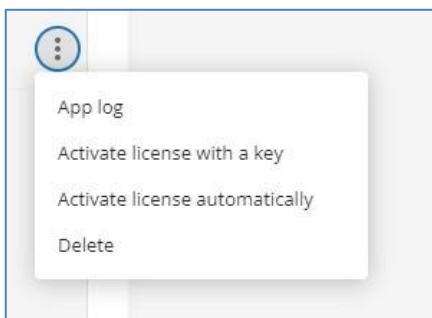 App log
Activate license with a key
Activate license automatically
Delete